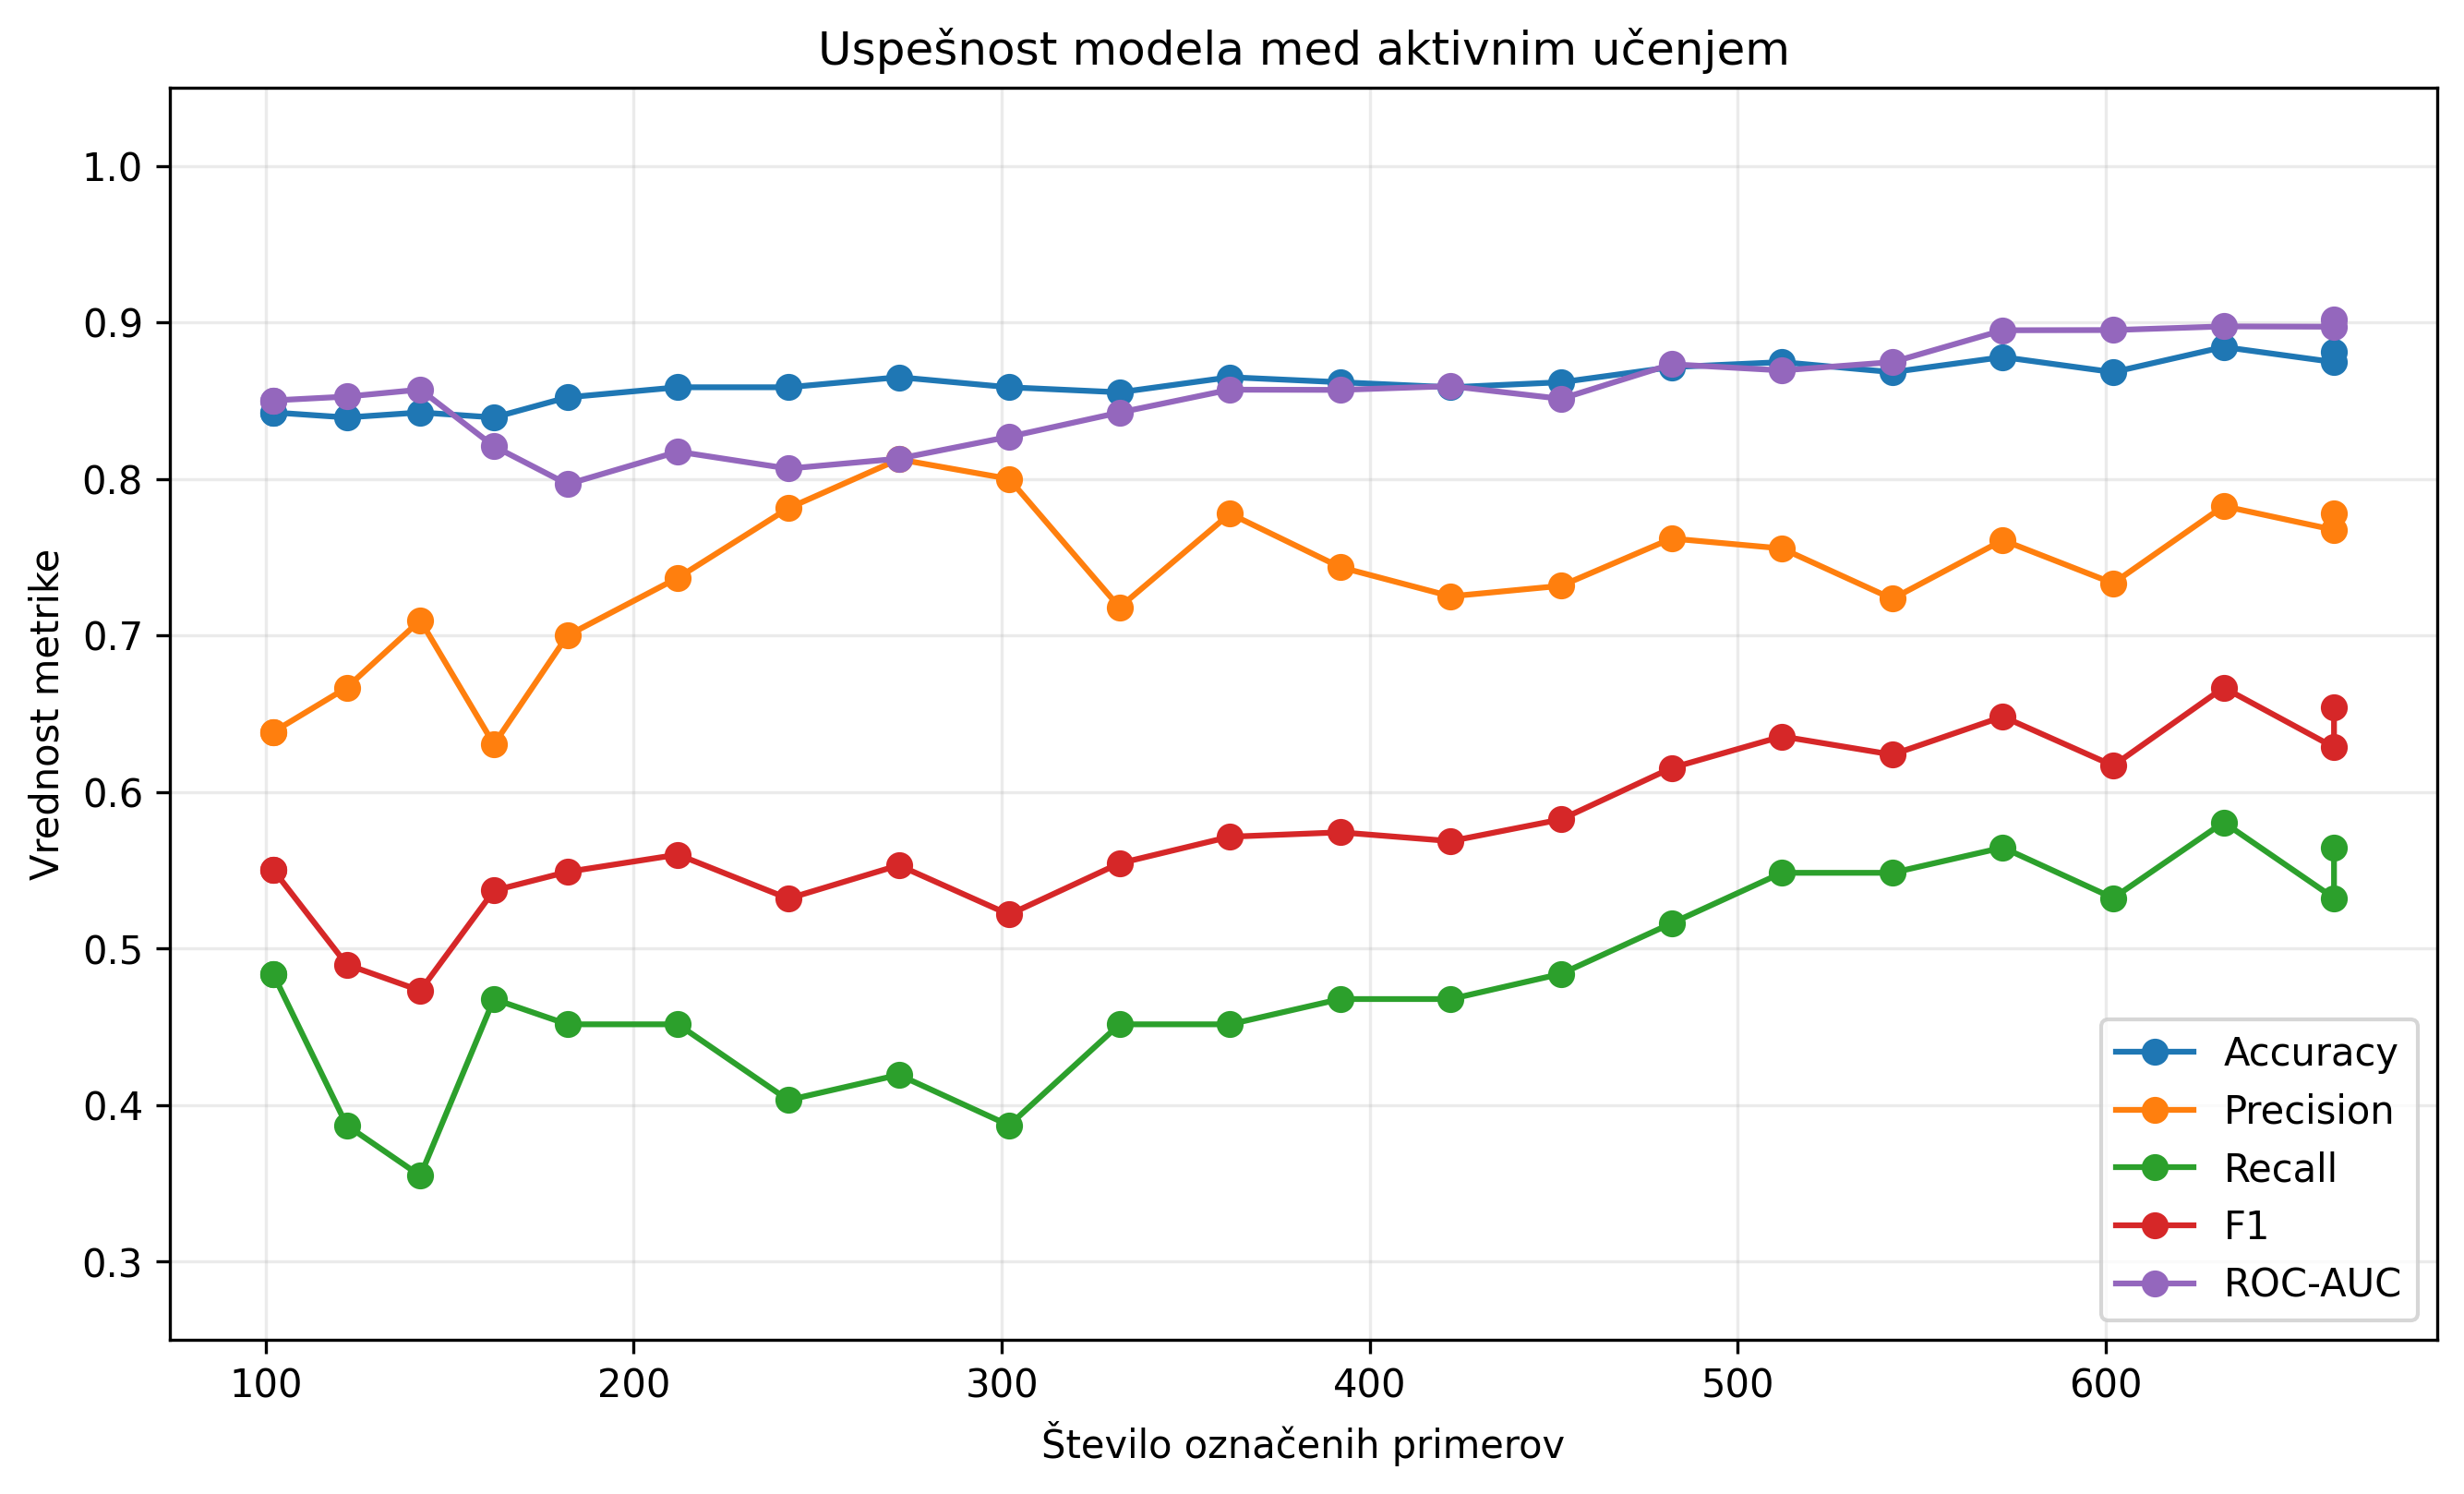 Uspešnost modela med aktivnim učenjem
1.0
0.9
0.8
0.7
0.6
0.5
0.4
0.3
Vrednost metrike
100 200 300 400 500 600
Število označenih primerov
Accuracy
Precision
Recall
F1
ROC-AUC